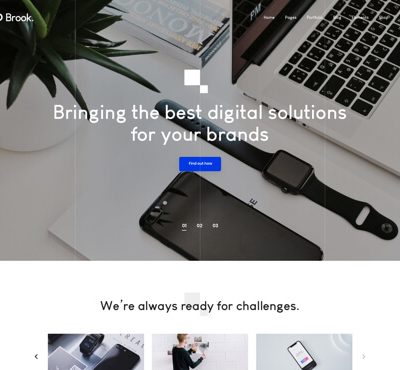 Brook.
Home Pages Portfolio Blog Elements Shop
Bringing the best digital solutions
for your brands
Find out how
01 02 03
We're always ready for challenges.